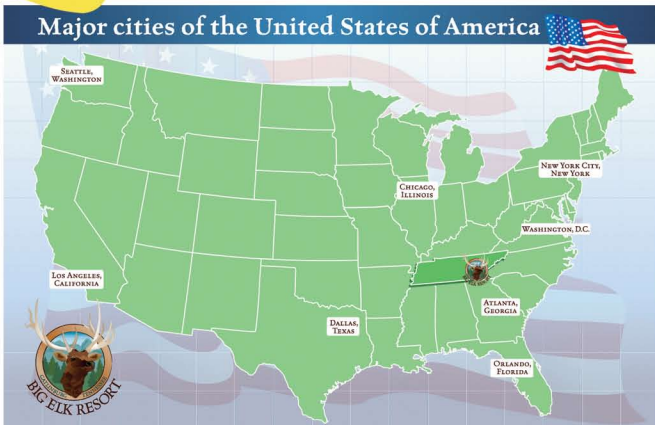 Major cities of the United States of America
SEATTLE,
WASHINGTON
NEW YORK CITY,
NEW YORK
CHICAGO,
ILLINOIS
WASHINGTON, D.C.
LOS ANGELES,
CALIFORNIA
ATLANTA,
GEORGIA
DALLAS,
TEXAS
ORLANDO,
FLORIDA
BIG ELK RESORT